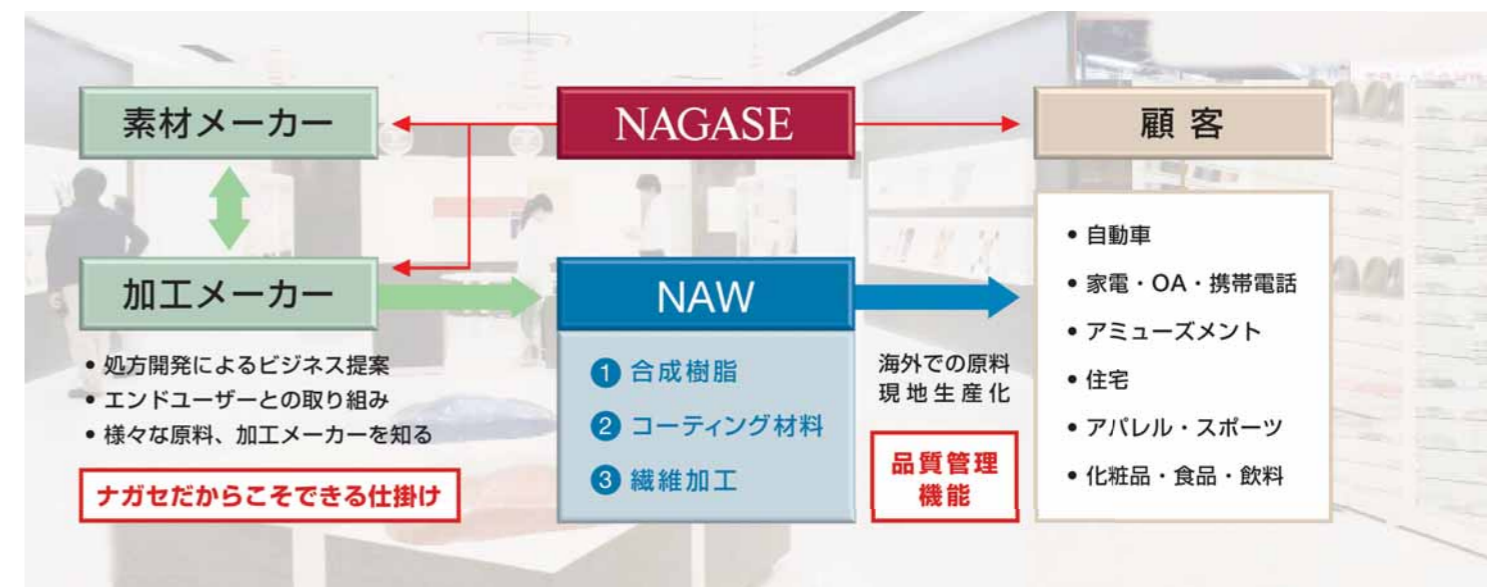 素材メーカー
NAGASE
顧客
加工メーカー
• 処方開発によるビジネス提案
• エンドユーザーとの取り組み
• 様々な原料、加工メーカーを知る
ナガセだからこそできる仕掛け
NAW
❶ 合成樹脂
❷ コーティング材料
❸ 繊維加工
海外での原料
現地生産化
品質管理
機能
• 自動車
• 家電・OA・携帯電話
• アミューズメント
• 住宅
• アパレル・スポーツ
• 化粧品・食品・飲料